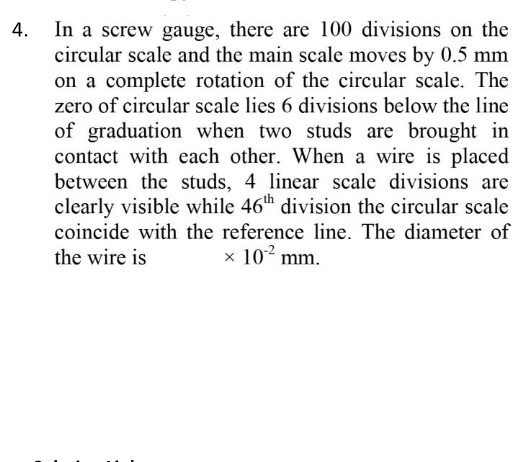 4. In a screw gauge, there are 100 divisions on the
circular scale and the main scale moves by 0.5 mm
on a complete rotation of the circular scale. The
zero of circular scale lies 6 divisions below the line
of graduation when two studs are brought in
contact with each other. When a wire is placed
between the studs, 4 linear scale divisions are
clearly visible while 46th division the circular scale
coincide with the reference line. The diameter of
the wire is × 10⁻² mm.